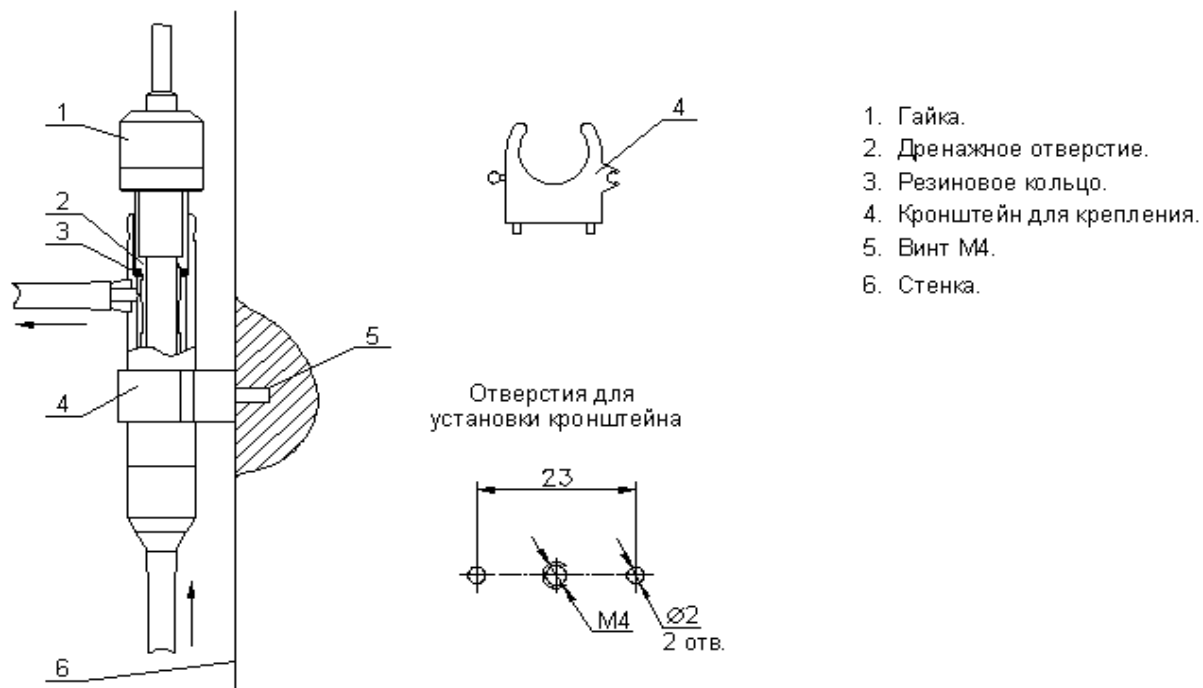 1
2
3
4
5
6
4
Отверстия для
установки кронштейна
23
М4
∅2
2 отв.
1. Гайка.
2. Дренажное отверстие.
3. Резиновое кольцо.
4. Кронштейн для крепления.
5. Винт М4.
6. Стенка.